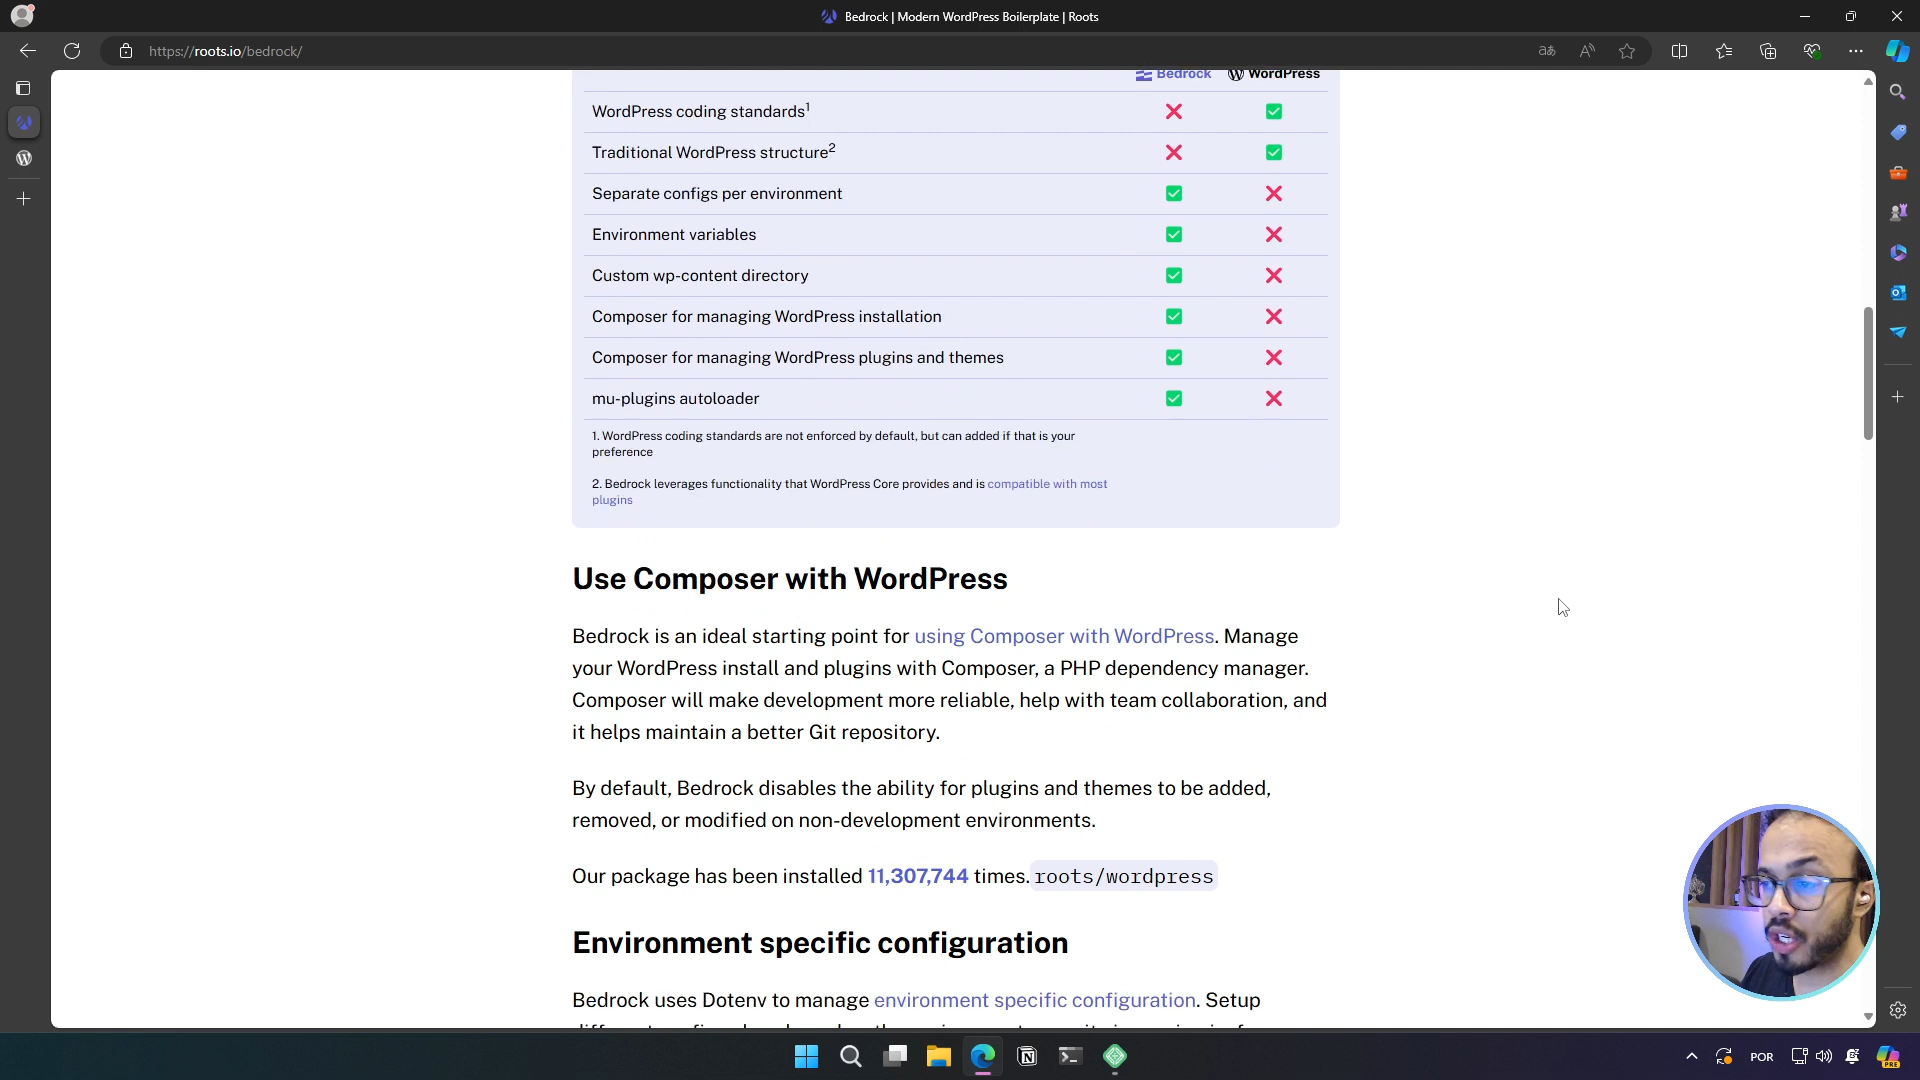 Bedrock | Modern WordPress Boilerplate | Roots
https://roots.io/bedrock/
Bedrock WordPress
WordPress coding standards1
Traditional WordPress structure2
Separate configs per environment
Environment variables
Custom wp-content directory
Composer for managing WordPress installation
Composer for managing WordPress plugins and themes
mu-plugins autoloader
1. WordPress coding standards are not enforced by default, but can added if that is your
preference
2. Bedrock leverages functionality that WordPress Core provides and is compatible with most
plugins
Use Composer with WordPress
Bedrock is an ideal starting point for using Composer with WordPress. Manage
your WordPress install and plugins with Composer, a PHP dependency manager.
Composer will make development more reliable, help with team collaboration, and
it helps maintain a better Git repository.
By default, Bedrock disables the ability for plugins and themes to be added,
removed, or modified on non-development environments.
Our package has been installed 11,307,744 times. roots/wordpress
Environment specific configuration
Bedrock uses Dotenv to manage environment specific configuration. Setup
POR